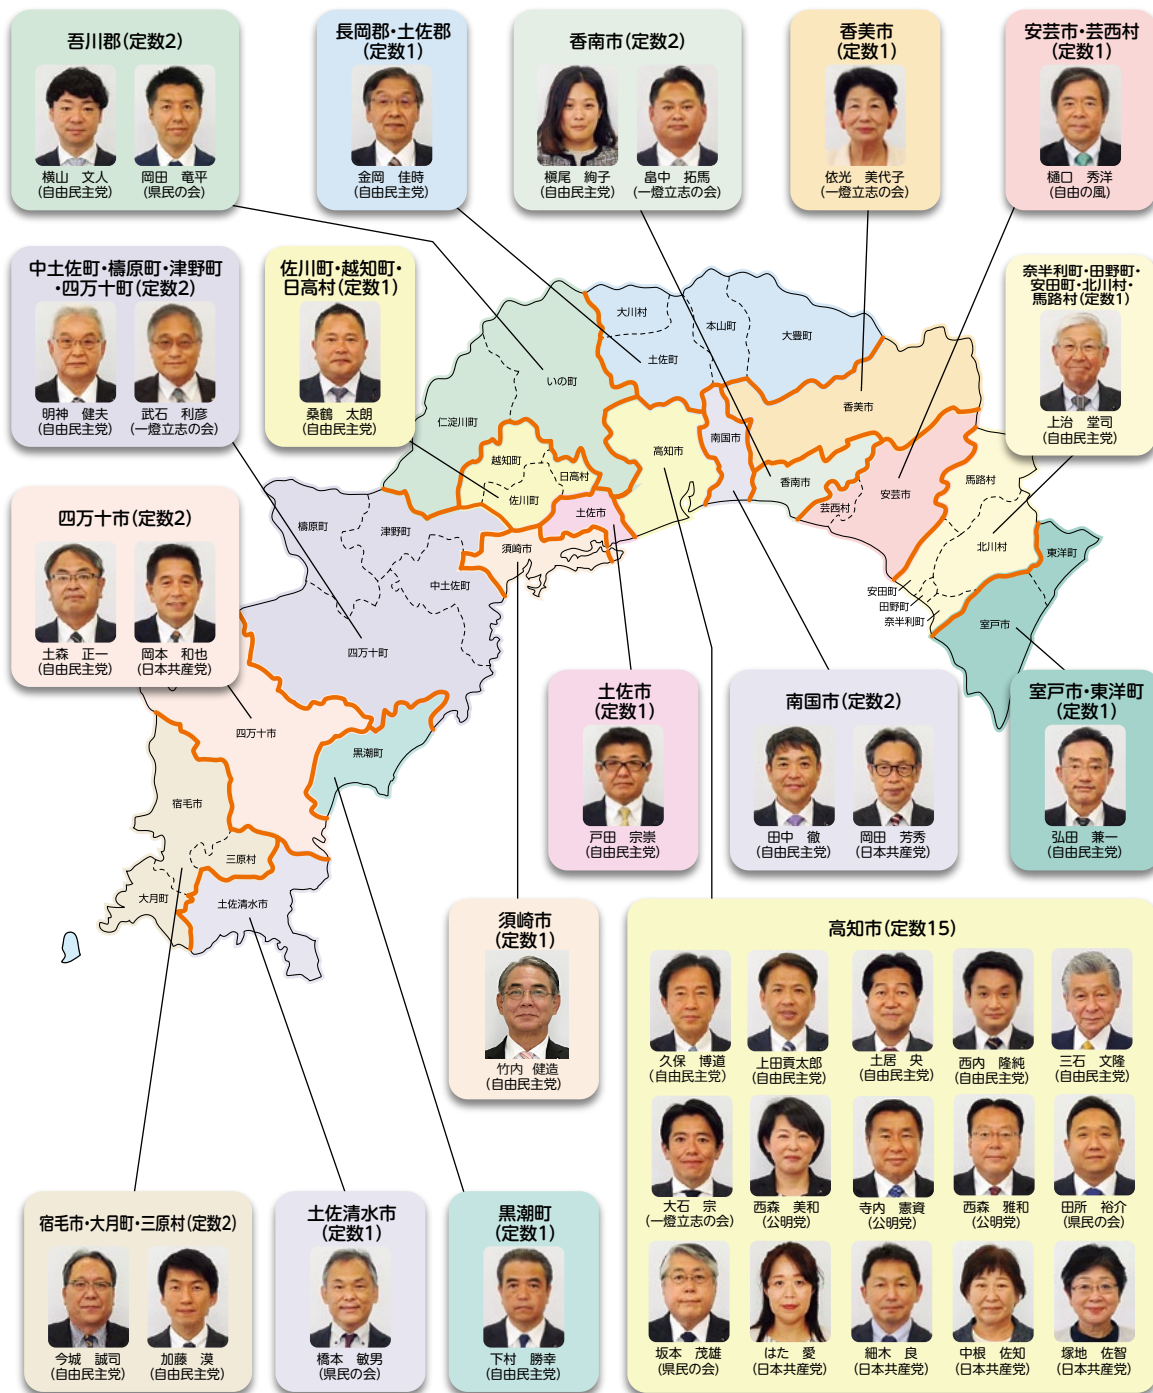 吾川郡(定数2)
横山 文人
(自由民主党)
岡田 竜平
(県民の会)
長岡郡・土佐郡
(定数1)
金岡 佳時
(自由民主党)
香南市(定数2)
槇尾 絢子
(自由民主党)
畠中 拓馬
(一燈立志の会)
香美市
(定数1)
依光 美代子
(一燈立志の会)
安芸市・芸西村
(定数1)
樋口 秀洋
(自由の風)
中土佐町・檮原町・津野町
・四万十町(定数2)
明神 健夫
(自由民主党)
武石 利彦
(一燈立志の会)
佐川町・越知町・
日高村(定数1)
桑鶴 太朗
(自由民主党)
奈半利町・田野町・
安田町・北川村・
馬路村(定数1)
上治 堂司
(自由民主党)
四万十市(定数2)
土森 正一
(自由民主党)
岡本 和也
(日本共産党)
大川村
本山町
大豊町
土佐町
いの町
仁淀川町
香美市
高知市
南国市
越知町
日高村
佐川町
土佐市
香南市
芸西村
安芸市
馬路村
北川村
東洋町
安田町
田野町
奈半利町
室戸市
檮原町
津野町
須崎市
中土佐町
四万十町
四万十市
黒潮町
宿毛市
三原村
大月町
土佐清水市
土佐市
(定数1)
戸田 宗崇
(自由民主党)
南国市(定数2)
田中 徹
(自由民主党)
岡田 芳秀
(日本共産党)
室戸市・東洋町
(定数1)
弘田 兼一
(自由民主党)
須崎市
(定数1)
竹内 健造
(自由民主党)
高知市(定数15)
久保 博道
(自由民主党)
上田貢太郎
(自由民主党)
土居 央
(自由民主党)
西内 隆純
(自由民主党)
三石 文隆
(自由民主党)
大石 宗
(一燈立志の会)
西森 美和
(公明党)
寺内 憲資
(公明党)
西森 雅和
(公明党)
田所 裕介
(県民の会)
坂本 茂雄
(県民の会)
はた 愛
(日本共産党)
細木 良
(日本共産党)
中根 佐知
(日本共産党)
塚地 佐智
(日本共産党)
宿毛市・大月町・三原村(定数2)
今城 誠司
(自由民主党)
加藤 漠
(自由民主党)
土佐清水市
(定数1)
橋本 敏男
(県民の会)
黒潮町
(定数1)
下村 勝幸
(自由民主党)